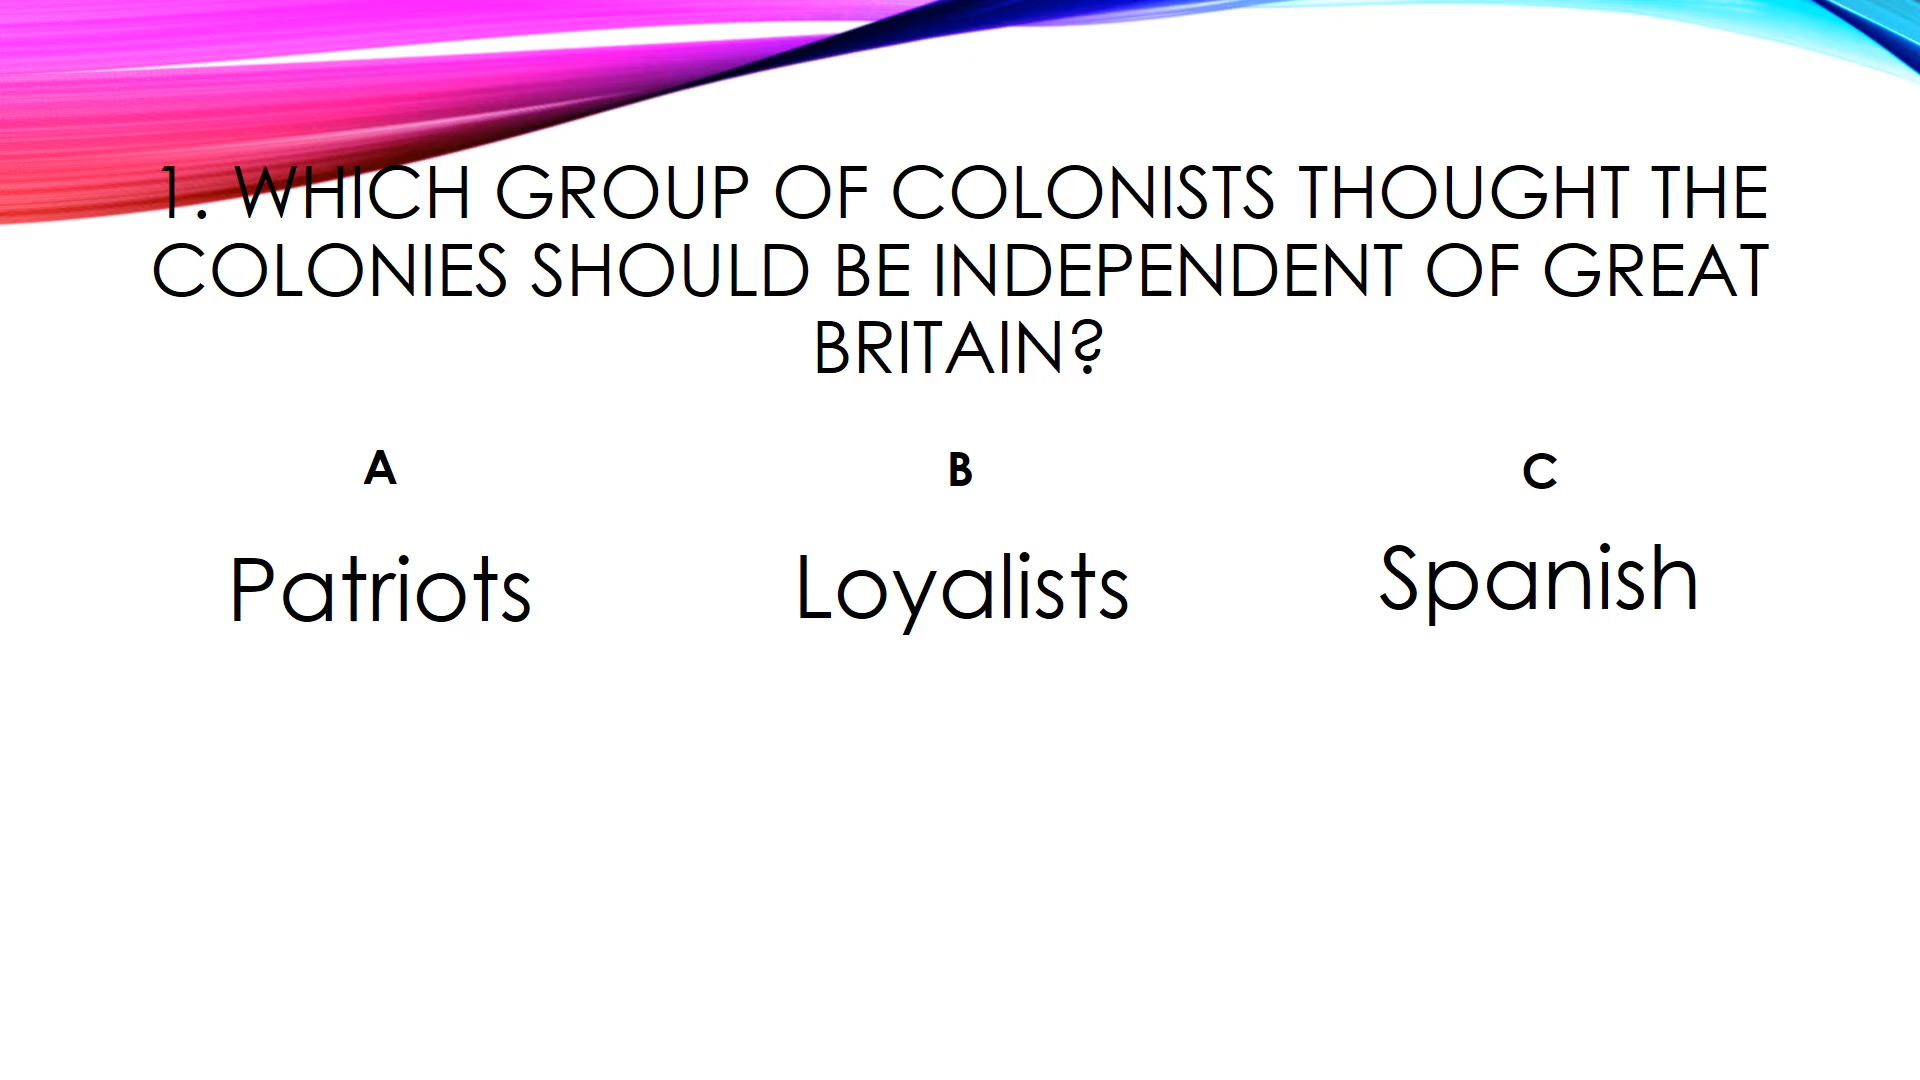 1. WHICH GROUP OF COLONISTS THOUGHT THE
COLONIES SHOULD BE INDEPENDENT OF GREAT
BRITAIN?
A
Patriots
B
Loyalists
C
Spanish